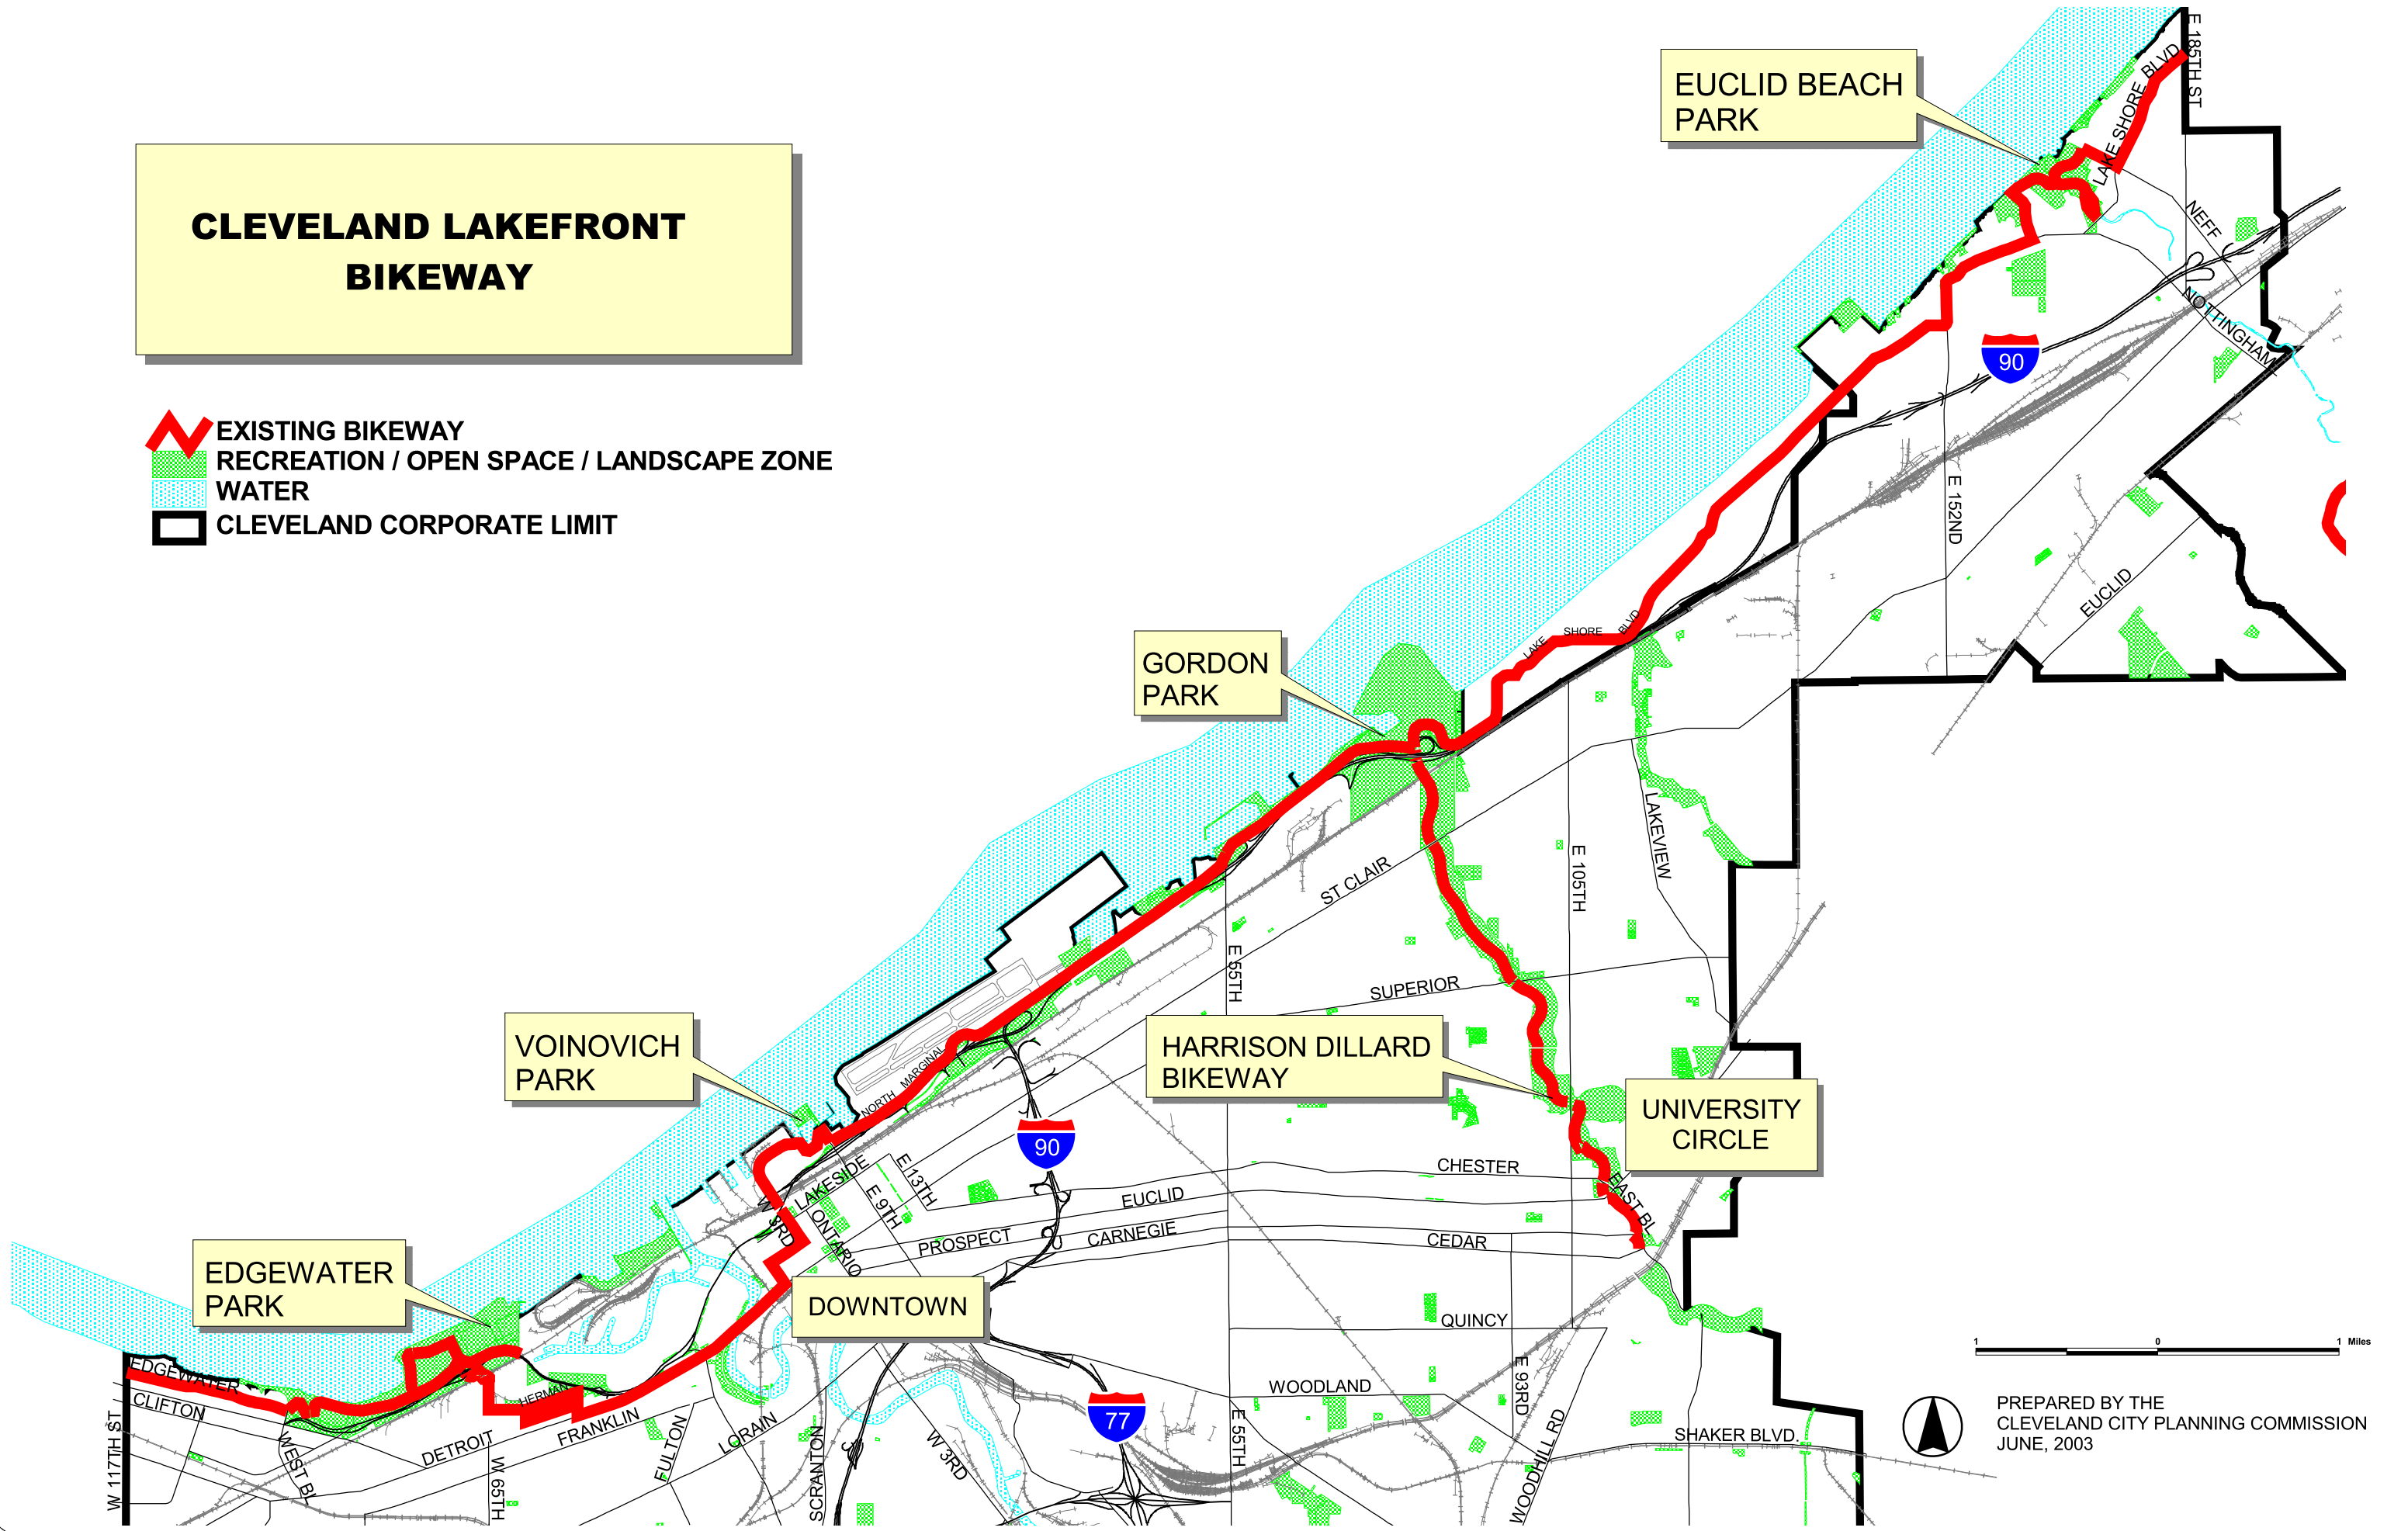 CLEVELAND LAKEFRONT
BIKEWAY
EXISTING BIKEWAY
RECREATION / OPEN SPACE / LANDSCAPE ZONE
WATER
CLEVELAND CORPORATE LIMIT
EUCLID BEACH
PARK
E 185TH ST
LAKE SHORE BLVD
NEFF
NOTTINGHAM
90
E 152ND
EUCLID
GORDON
PARK
LAKE SHORE BLVD
LAKEVIEW
E 105TH
ST CLAIR
E 55TH
SUPERIOR
VOINOVICH
PARK
NORTH MARGINAL
HARRISON DILLARD
BIKEWAY
UNIVERSITY
CIRCLE
90
LAKESIDE
E 13TH
E 9TH
W 3RD
ONTARIO
CHESTER
EUCLID
EAST BL
PROSPECT
CARNEGIE
CEDAR
EDGEWATER
PARK
DOWNTOWN
QUINCY
EDGEWATER
CLIFTON
W 117TH ST
WEST BL
HERMAN
DETROIT
FRANKLIN
W 65TH
FULTON
LORAIN
SCRANTON
W 3RD
77
WOODLAND
E 55TH
E 93RD
WOODHILL RD
SHAKER BLVD.
1 0 1 Miles
PREPARED BY THE
CLEVELAND CITY PLANNING COMMISSION
JUNE, 2003